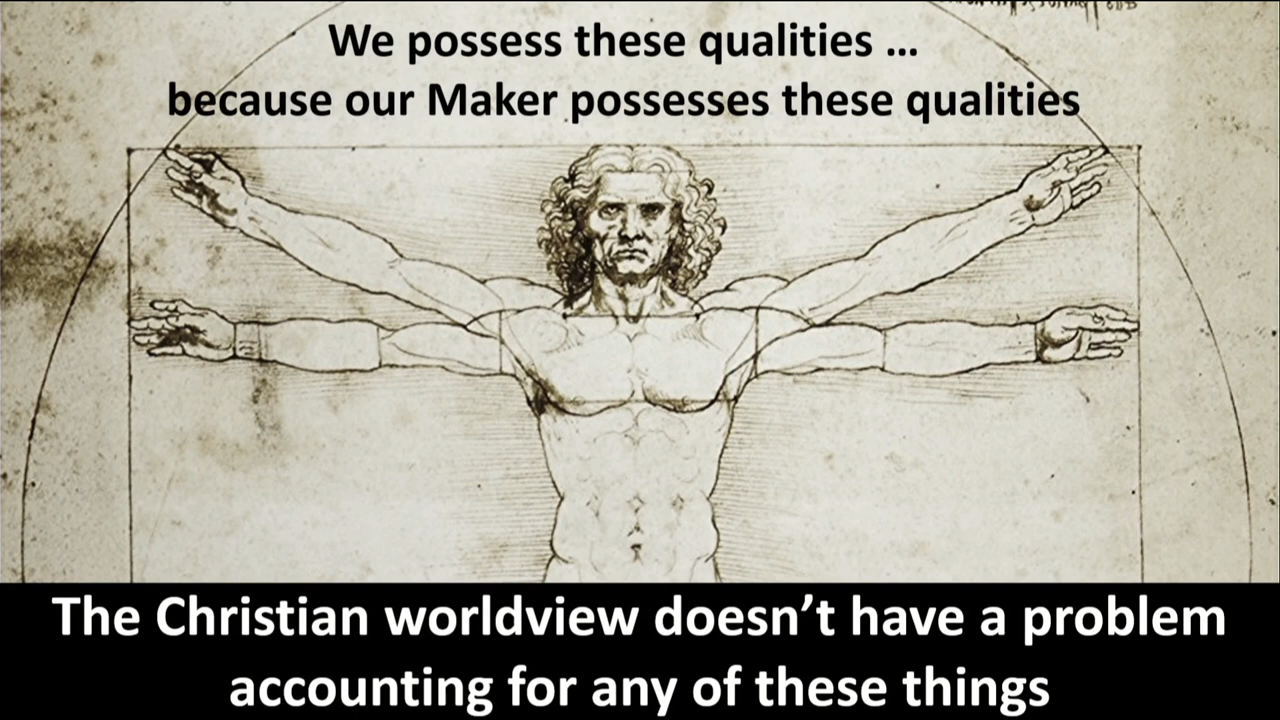 We possess these qualities ...
because our Maker possesses these qualities
The Christian worldview doesn’t have a problem
accounting for any of these things